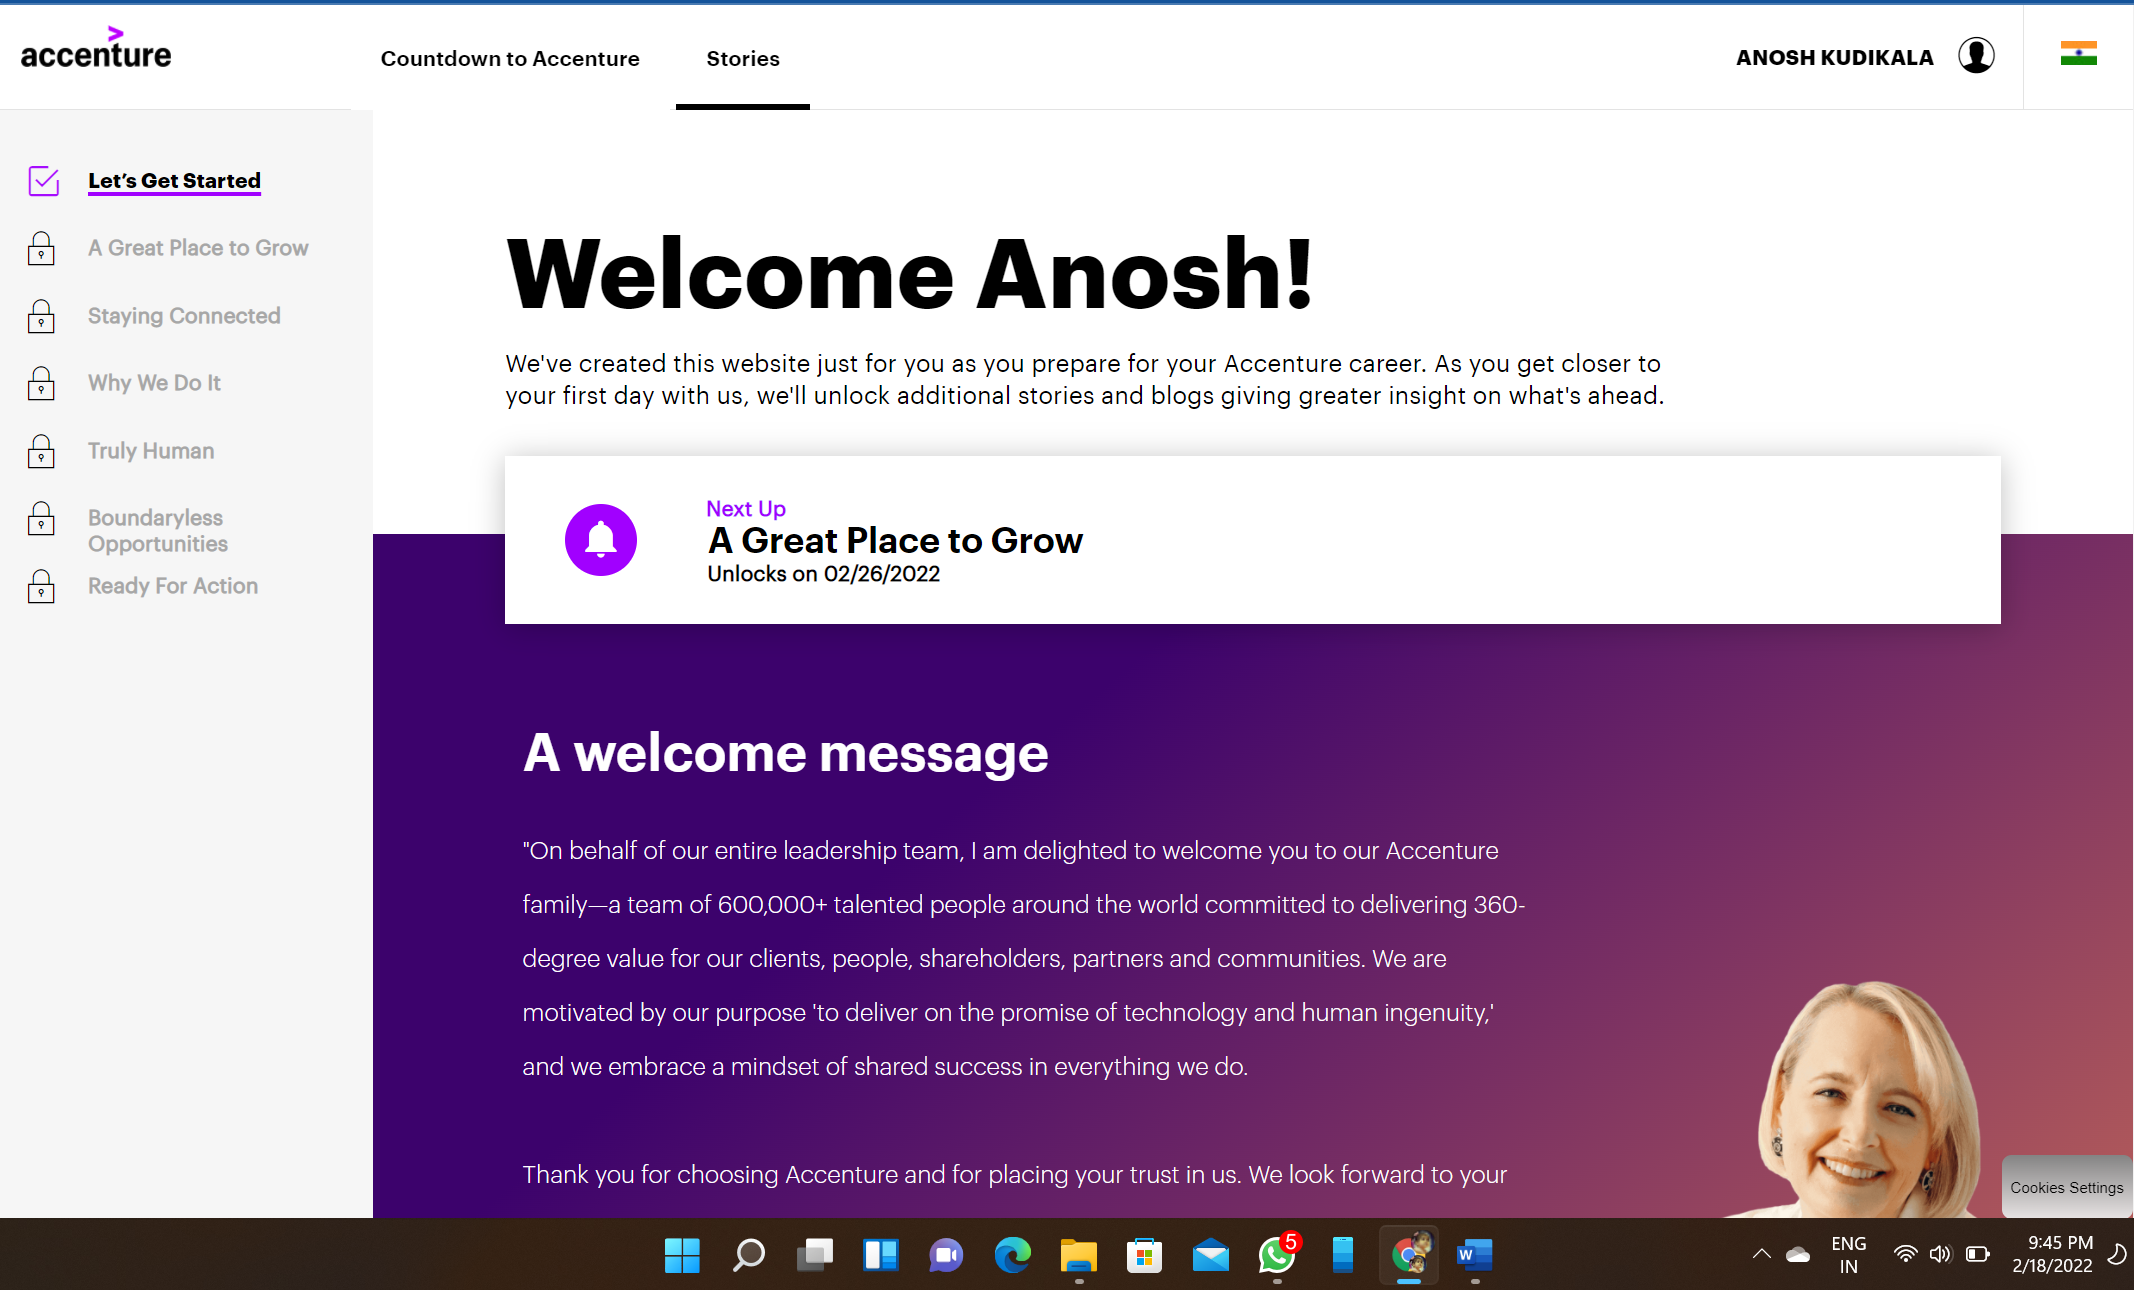 accenture
Countdown to Accenture
Stories
ANOSH KUDIKALA
Let's Get Started
A Great Place to Grow
Staying Connected
Why We Do It
Truly Human
Boundaryless
Opportunities
Ready For Action
Welcome Anosh!
We've created this website just for you as you prepare for your Accenture career. As you get closer to
your first day with us, we'll unlock additional stories and blogs giving greater insight on what's ahead.
Next Up
A Great Place to Grow
Unlocks on 02/26/2022
A welcome message
"On behalf of our entire leadership team, I am delighted to welcome you to our Accenture
family—a team of 600,000+ talented people around the world committed to delivering 360-
degree value for our clients, people, shareholders, partners and communities. We are
motivated by our purpose 'to deliver on the promise of technology and human ingenuity,'
and we embrace a mindset of shared success in everything we do.
Thank you for choosing Accenture and for placing your trust in us. We look forward to your
Cookies Settings
5
W
ENG
IN
9:45 PM
2/18/2022